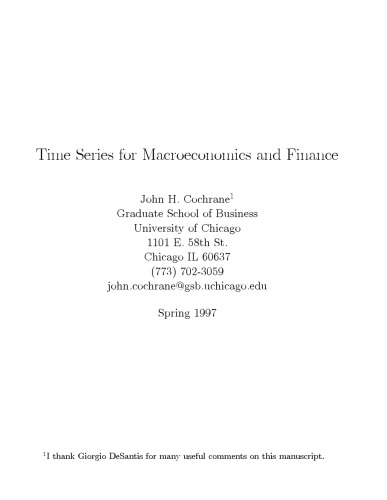 Time Series for Macroeconomics and Finance
John H. Cochrane1
Graduate School of Business
University of Chicago
1101 E. 58th St.
Chicago IL 60637
(773) 702-3059
john.cochrane@gsb.uchicago.edu
Spring 1997
1I thank Giorgio DeSantis for many useful comments on this manuscript.